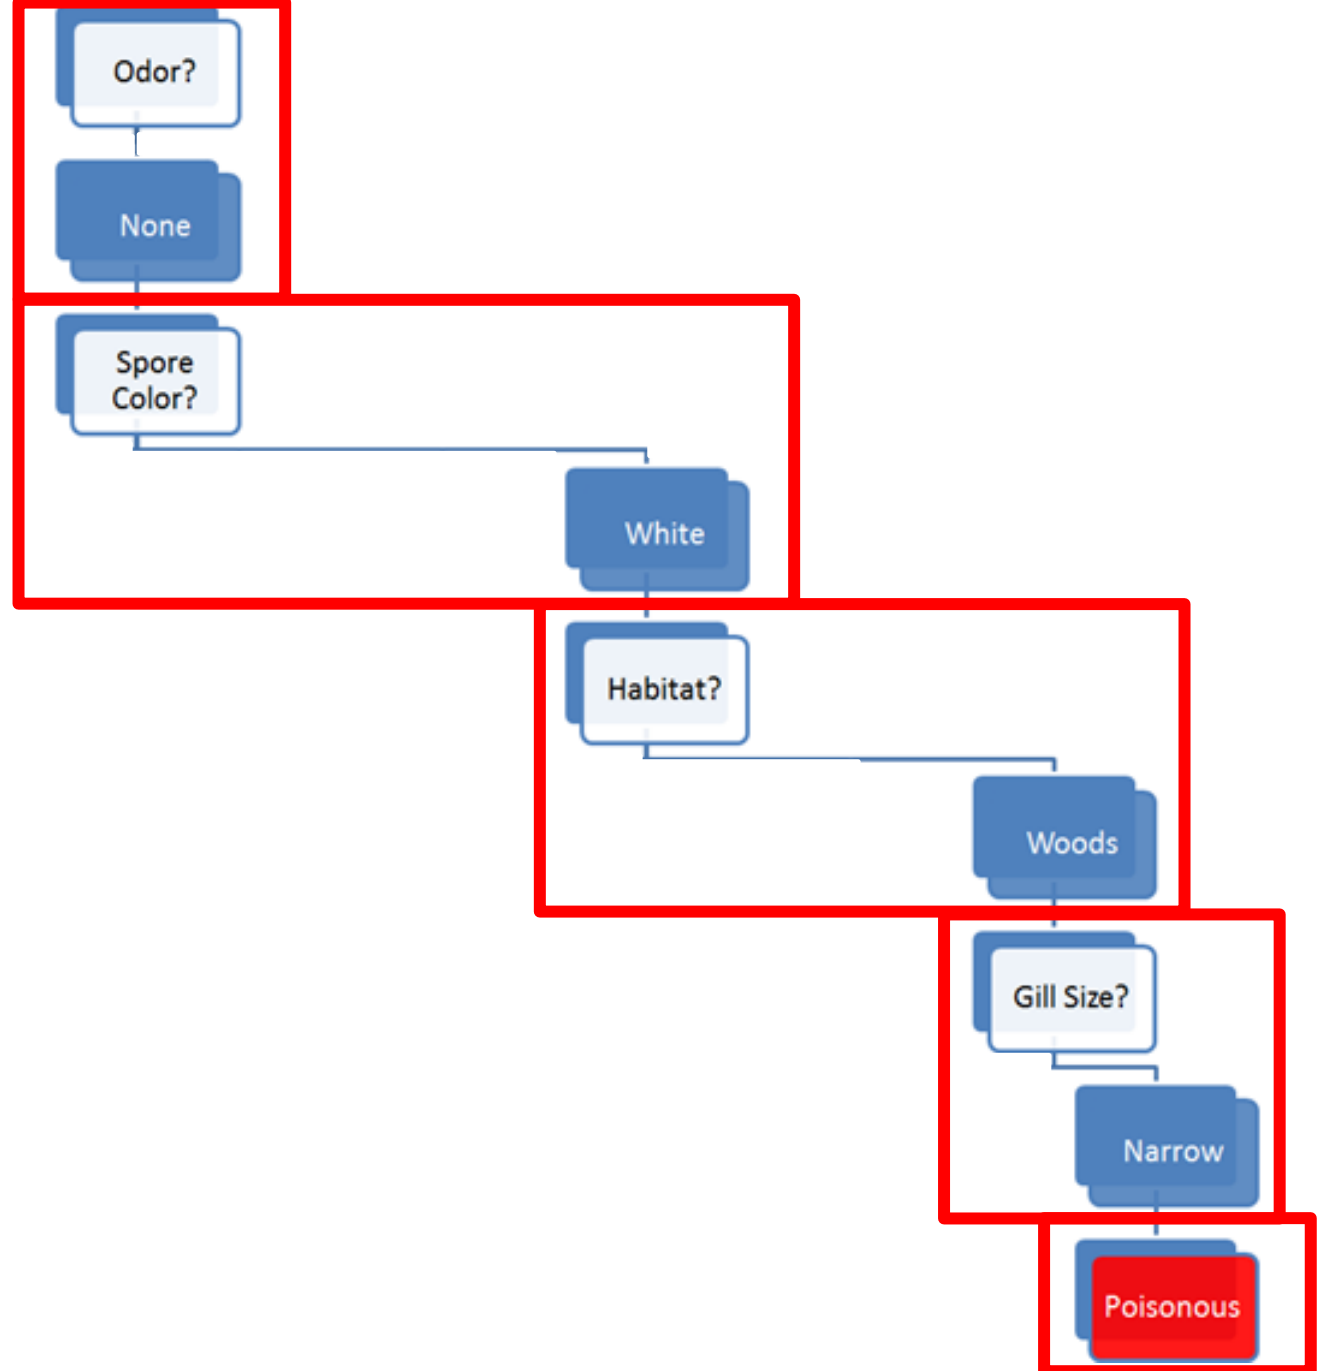 Odor?
None
Spore
Color?
White
Habitat?
Woods
Gill Size?
Narrow
Poisonous